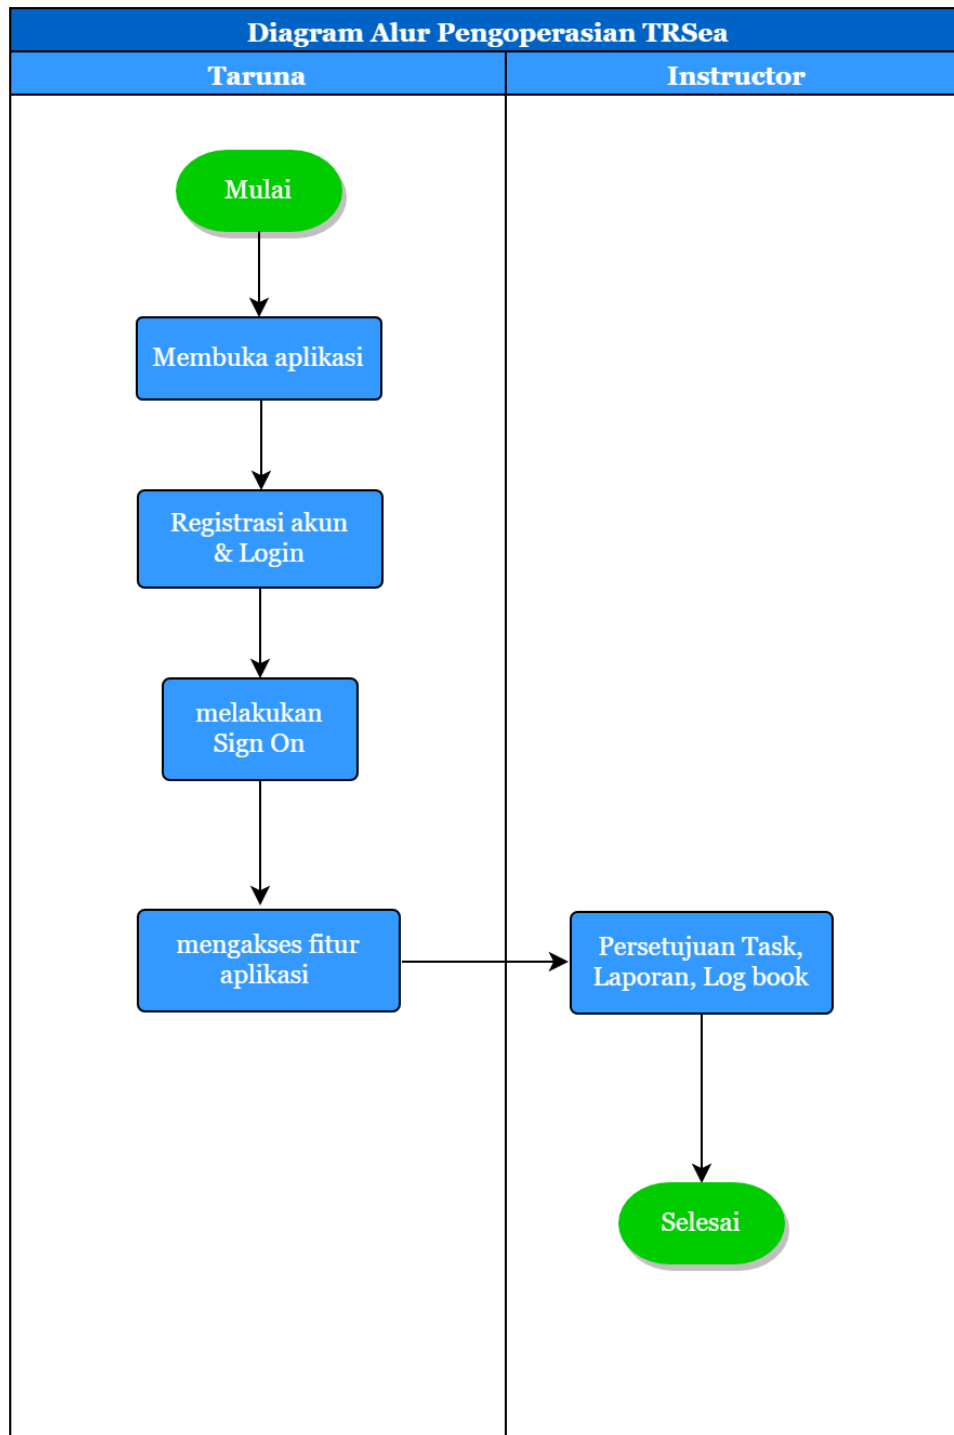 Diagram Alur Pengoperasian TRSea
Taruna
Instructor
Mulai
Membuka aplikasi
Registrasi akun
& Login
melakukan
Sign On
mengakses fitur
aplikasi
Persetujuan Task,
Laporan, Log book
Selesai